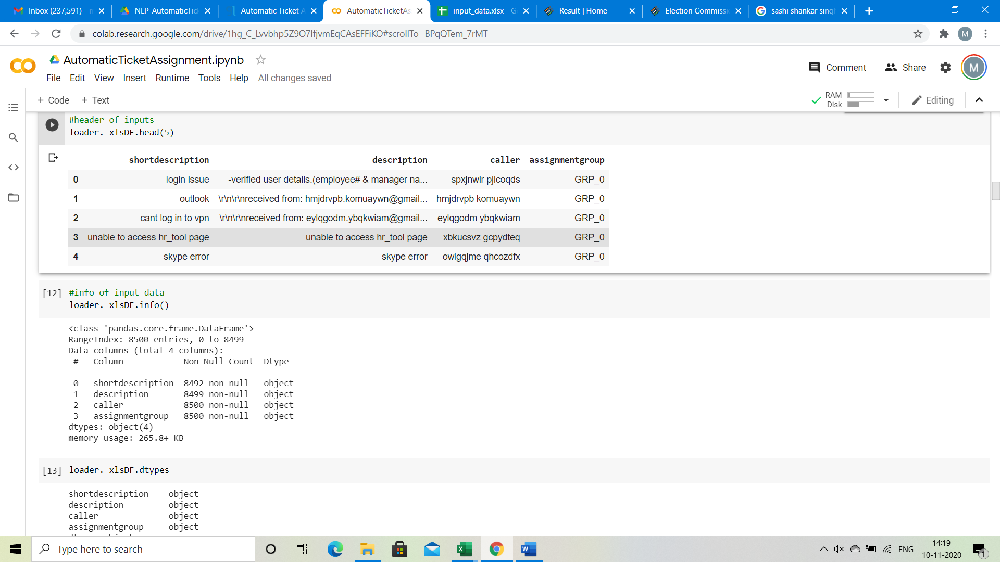 Inbox (237,591) - n
NLP-AutomaticTic
Automatic Ticket A
AutomaticTicketAs
input_data.xlsx - G
Result | Home
Election Commissi
sashi shankar sing
colab.research.google.com/drive/1hg_C_Lvvbhp5Z9O7lfjvmEqCAsEFFiKO#scrollTo=BPqQTem_7rMT
M
CO
AutomaticTicketAssignment.ipynb
Comment
Share
M
File Edit View Insert Runtime Tools Help All changes saved
+ Code + Text
RAM
Disk
Editing
#header of inputs
loader._xlsDF.head(5)
shortdescription description caller assignmentgroup
0 login issue -verified user details.(employee# & manager na... spxjnwir pjlcoqds GRP_0
1 outlook \r\n\r\nreceived from: hmjdrvpb.komuaywn@gmail... hmjdrvpb komuaywn GRP_0
2 cant log in to vpn \r\n\r\nreceived from: eylqgodm.ybqkwiam@gmail... eylqgodm ybqkwiam GRP_0
3 unable to access hr_tool page unable to access hr_tool page xbkucsvz gcpydteq GRP_0
4 skype error skype error owlgqjme qhcozdfx GRP_0
[12] #info of input data
loader._xlsDF.info()
<class 'pandas.core.frame.DataFrame'>
RangeIndex: 8500 entries, 0 to 8499
Data columns (total 4 columns):
# Column Non-Null Count Dtype
--- ------ -------------- -----
0 shortdescription 8492 non-null object
1 description 8499 non-null object
2 caller 8500 non-null object
3 assignmentgroup 8500 non-null object
dtypes: object(4)
memory usage: 265.8+ KB
[13] loader._xlsDF.dtypes
shortdescription object
description object
caller object
assignmentgroup object
Type here to search
ENG
14:19
10-11-2020
1